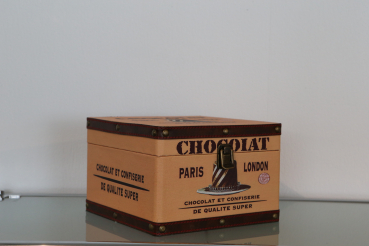 CHOCOLAT
PARIS LONDON
CHOCOLAT ET CONFISERIE
DE QUALITE SUPER
CHOCOLAT ET CONFISERIE
DE QUALITE SUPER